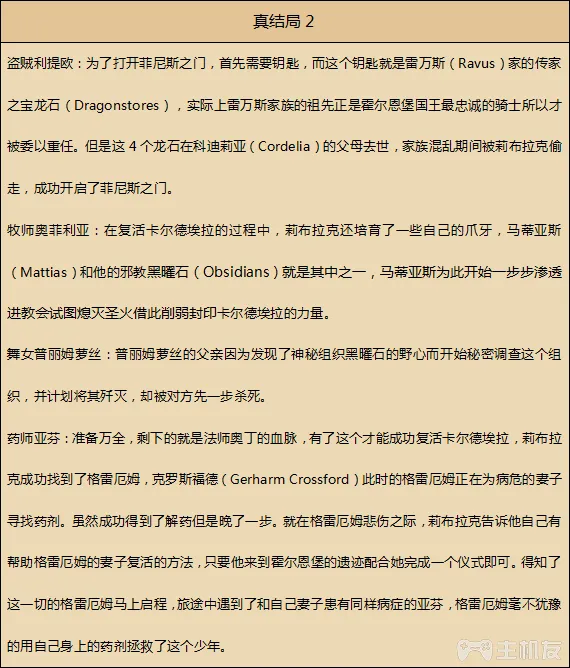 真结局 2
盗贼利提欧：为了打开菲尼斯之门，首先需要钥匙，而这个钥匙就是雷万斯（Ravus）家的传家
之宝龙石（Dragonstores），实际上雷万斯家族的祖先正是霍尔恩堡国王最忠诚的骑士所以才
被委以重任。但是这 4 个龙石在科迪莉亚（Cordelia）的父母去世，家族混乱期间被莉布拉克偷
走，成功开启了菲尼斯之门。
牧师奥菲利亚：在复活卡尔德埃拉的过程中，莉布拉克还培育了一些自己的爪牙，马蒂亚斯
（Mattias）和他的邪教黑曜石（Obsidians）就是其中之一，马蒂亚斯为此开始一步步渗透
进教会试图熄灭圣火借此削弱封印卡尔德埃拉的力量。
舞女普丽姆萝丝：普丽姆萝丝的父亲因为发现了神秘组织黑曜石的野心而开始秘密调查这个组
织，并计划将其歼灭，却被对方先一步杀死。
药师亚芬：准备万全，剩下的就是法师奥丁的血脉，有了这个才能成功复活卡尔德埃拉，莉布拉
克成功找到了格雷厄姆，克罗斯福德（Gerharm Crossford）此时的格雷厄姆正在为病危的妻子
寻找药剂。虽然成功得到了解药但是晚了一步。就在格雷厄姆悲伤之际，莉布拉克告诉他自己有
帮助格雷厄姆的妻子复活的方法，只要他来到霍尔恩堡的遗迹配合她完成一个仪式即可。得知了
这一切的格雷厄姆马上启程，旅途中遇到了和自己妻子患有同样病症的亚芬，格雷厄姆毫不犹豫
的用自己身上的药剂拯救了这个少年。
主机友